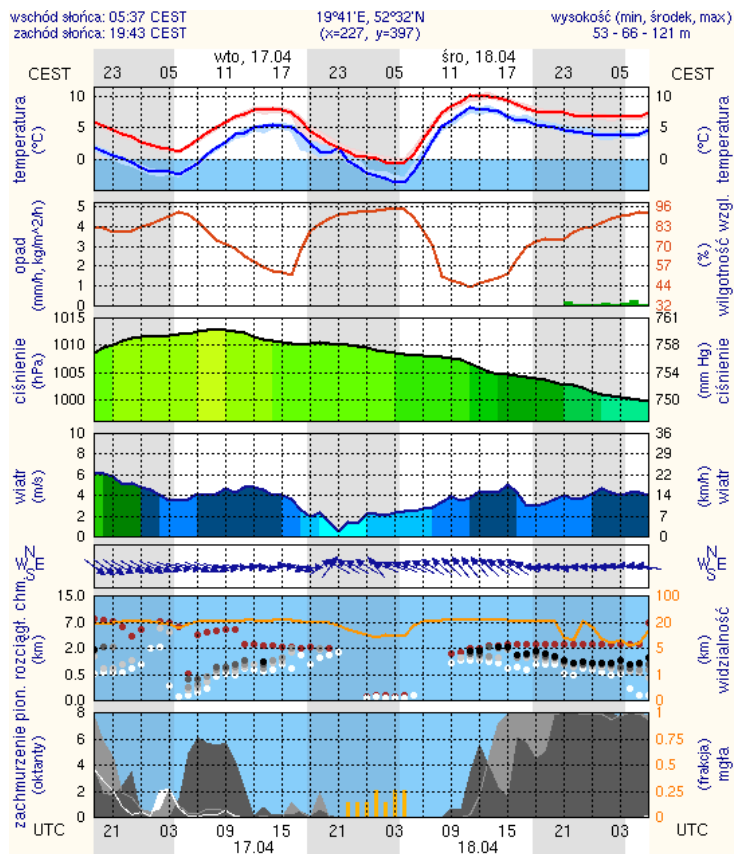 wschód słońca: 05:37 CEST 19°41'E, 52°32'N wysokość (min, środek, max)
zachód słońca: 19:43 CEST (x=227, y=397) 53 - 66 - 121 m
wto, 17.04 śro, 18.04
CEST 23 05 11 17 23 05 11 17 23 05 CEST
temperatura
(°C)
10
5
0
10
5
0
(°C)
temperatura
opad
(mm/h, kg/m^2/h)
5
4
3
2
1
0
96
83
70
57
44
32
(%)
wilgotność wzgl.
ciśnienie
(hPa)
1015
1010
1005
1000
761
758
754
750
(mm Hg)
ciśnienie
wiatr
(m/s)
10
8
6
4
2
0
36
29
22
14
7
0
(km/h)
wiatr
N
W E
S
N
W E
S
pion. rozciągł. chm.
(km)
15.0
7.0
2.0
0.5
0.0
100
20
5
1
0
(km)
widzialność
zachmurzenie
(oktanty)
8
6
4
2
0
1
0.75
0.5
0.25
0
(frakcja)
mgła
UTC 21 03 09 15 21 03 09 15 21 03 UTC
17.04 18.04